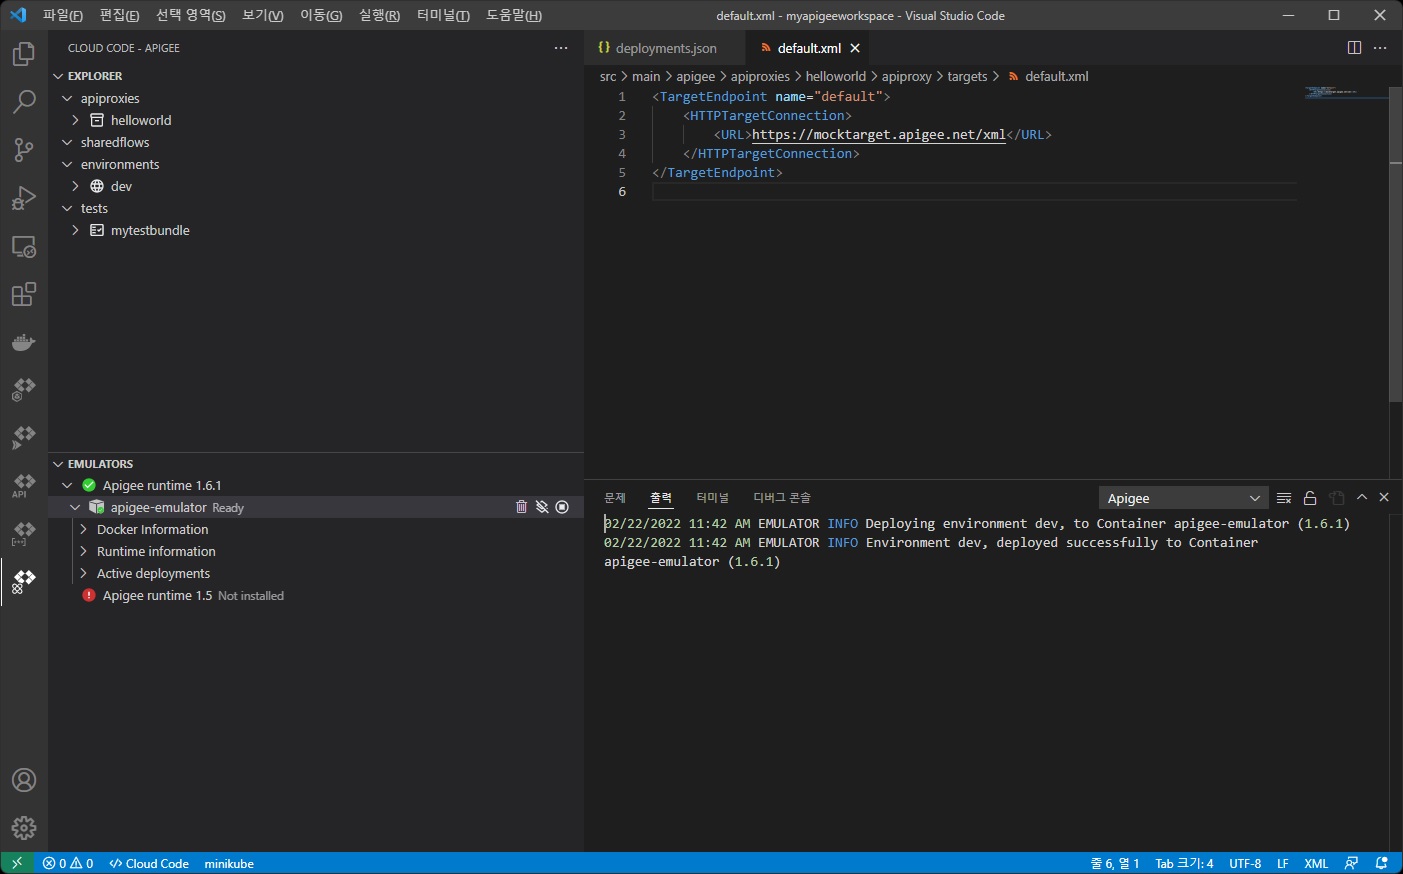 파일(F) 편집(E) 선택 영역(S) 보기(V) 이동(G) 실행(R) 터미널(T) 도움말(H)
default.xml - myapigeeworkspace - Visual Studio Code
CLOUD CODE - APIGEE
EXPLORER
apiproxies
helloworld
sharedflows
environments
dev
tests
mytestbundle
EMULATORS
Apigee runtime 1.6.1
apigee-emulator Ready
Docker Information
Runtime information
Active deployments
Apigee runtime 1.5 Not installed
API
{} deployments.json
default.xml
src > main > apigee > apiproxies > helloworld > apiproxy > targets > default.xml
1 <TargetEndpoint name="default">
2 <HTTPTargetConnection>
3 <URL>https://mocktarget.apigee.net/xml</URL>
4 </HTTPTargetConnection>
5 </TargetEndpoint>
6
문제 출력 터미널 디버그 콘솔
Apigee
02/22/2022 11:42 AM EMULATOR INFO Deploying environment dev, to Container apigee-emulator (1.6.1)
02/22/2022 11:42 AM EMULATOR INFO Environment dev, deployed successfully to Container
apigee-emulator (1.6.1)
0 0 Cloud Code minikube
줄 6, 열 1 Tab 크기: 4 UTF-8 LF XML